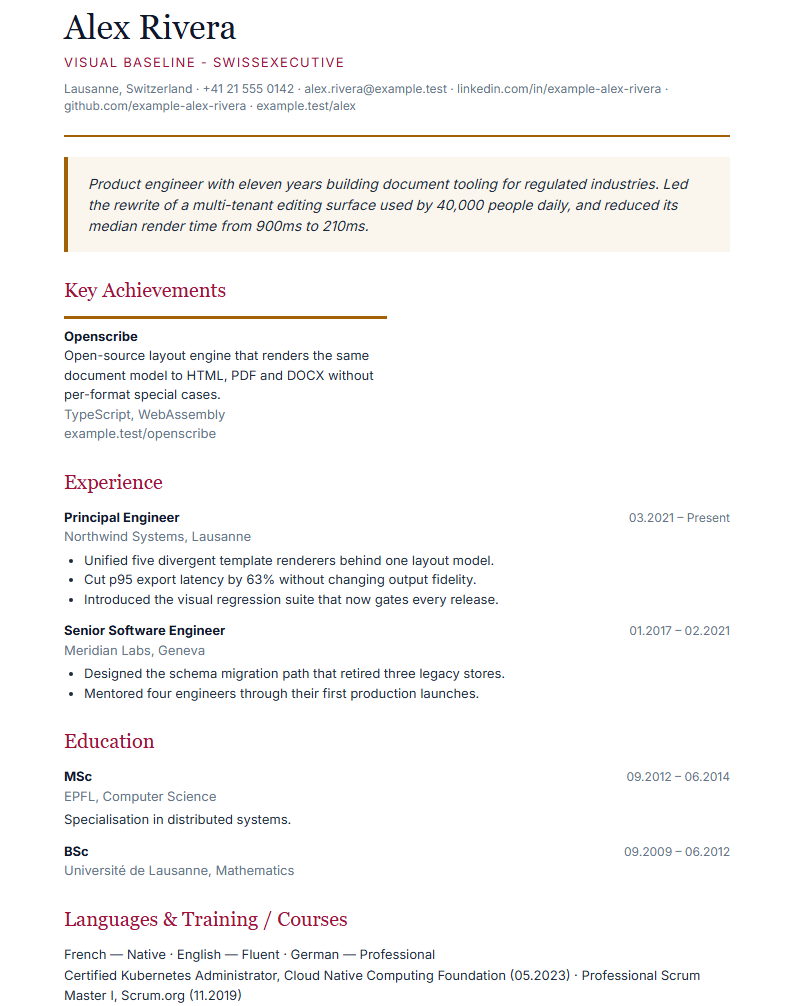 Alex Rivera
VISUAL BASELINE - SWISSEXECUTIVE
Lausanne, Switzerland · +41 21 555 0142 · alex.rivera@example.test · linkedin.com/in/example-alex-rivera ·
github.com/example-alex-rivera · example.test/alex
Product engineer with eleven years building document tooling for regulated industries. Led
the rewrite of a multi-tenant editing surface used by 40,000 people daily, and reduced its
median render time from 900ms to 210ms.
Key Achievements
Openscribe
Open-source layout engine that renders the same
document model to HTML, PDF and DOCX without
per-format special cases.
TypeScript, WebAssembly
example.test/openscribe
Experience
Principal Engineer 03.2021 – Present
Northwind Systems, Lausanne
• Unified five divergent template renderers behind one layout model.
• Cut p95 export latency by 63% without changing output fidelity.
• Introduced the visual regression suite that now gates every release.
Senior Software Engineer 01.2017 – 02.2021
Meridian Labs, Geneva
• Designed the schema migration path that retired three legacy stores.
• Mentored four engineers through their first production launches.
Education
MSc 09.2012 – 06.2014
EPFL, Computer Science
Specialisation in distributed systems.
BSc 09.2009 – 06.2012
Université de Lausanne, Mathematics
Languages & Training / Courses
French — Native · English — Fluent · German — Professional
Certified Kubernetes Administrator, Cloud Native Computing Foundation (05.2023) · Professional Scrum
Master I, Scrum.org (11.2019)